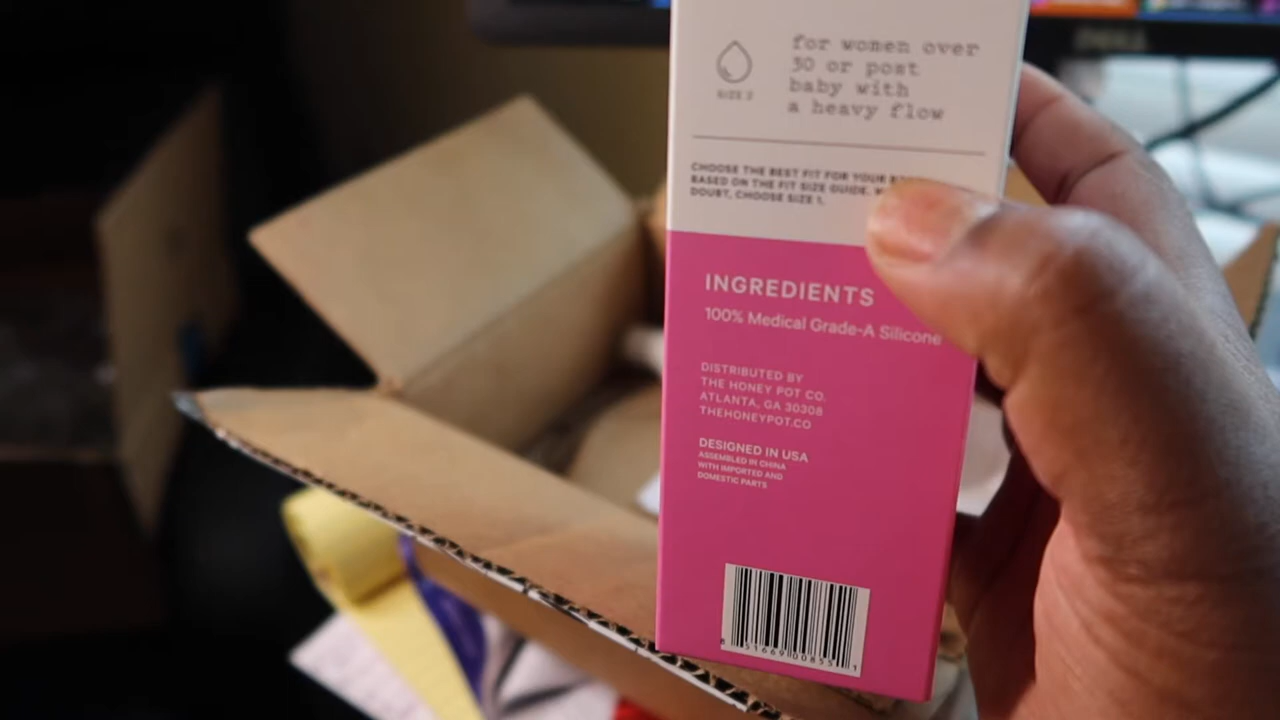 DELL
for women over
30 or post
baby with
a heavy flow
SIZE 2
CHOOSE THE BEST FIT FOR YOUR
BASED ON THE FIT SIZE GUIDE.
DOUBT, CHOOSE SIZE 1.
INGREDIENTS
100% Medical Grade-A Silicone
DISTRIBUTED BY
THE HONEY POT CO.
ATLANTA, GA 30308
THEHONEYPOT.CO
DESIGNED IN USA
ASSEMBLED IN CHINA
WITH IMPORTED AND
DOMESTIC PARTS